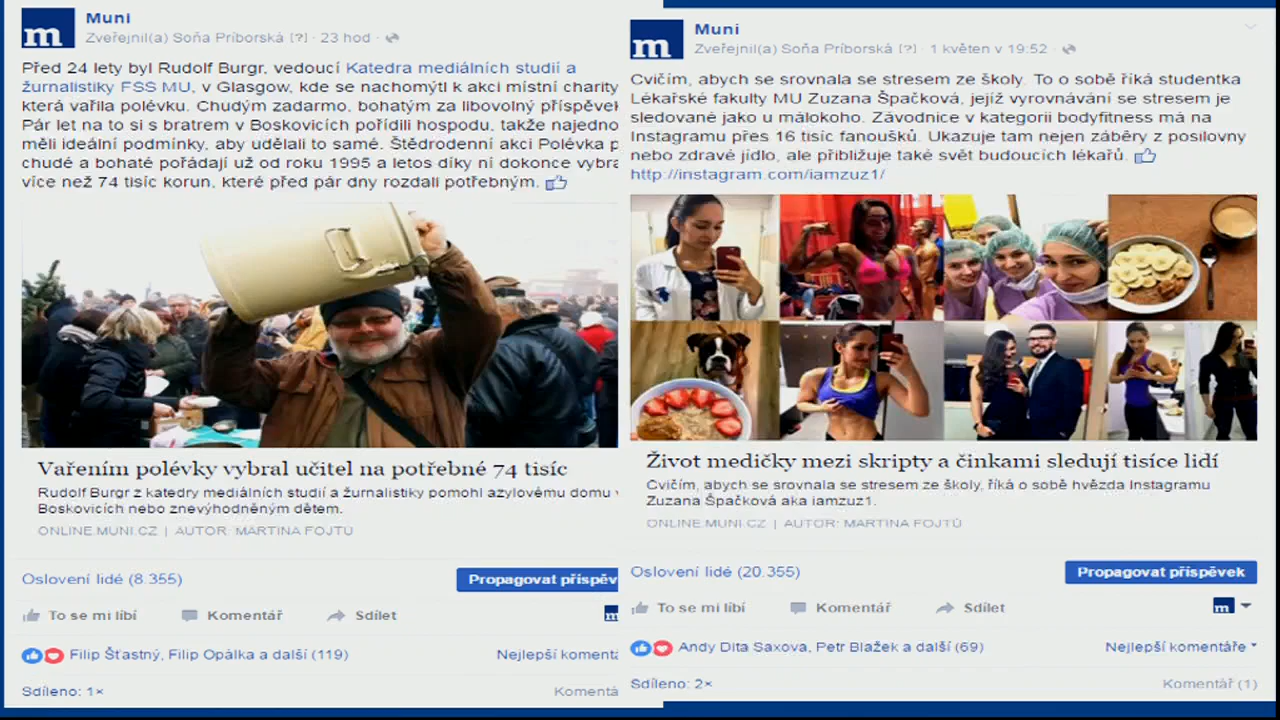 m
Muni
Zveřejnil(a) Soňa Príborská [?] · 23 hod ·
Před 24 lety byl Rudolf Burgr, vedoucí Katedra mediálních studií a
žurnalistiky FSS MU, v Glasgow, kde se nachomýtl k akci místní charity
která vařila polévku. Chudým zadarmo, bohatým za libovolný příspěvek
Pár let na to si s bratrem v Boskovicích pořídili hospodu, takže najedno
měli ideální podmínky, aby udělali to samé. Štědrodenní akci Polévka p
chudé a bohaté pořádají už od roku 1995 a letos díky ní dokonce vybra
více než 74 tisíc korun, které před pár dny rozdali potřebným.
Vařením polévky vybral učitel na potřebné 74 tisíc
Rudolf Burgr z katedry mediálních studií a žurnalistiky pomohl azylovému domu v
Boskovicích nebo znevýhodněným dětem.
ONLINE.MUNI.CZ | AUTOR: MARTINA FOJTŮ
Oslovení lidé (8.355)
Propagovat příspěv
To se mi líbí Komentář Sdílet
m
Filip Šťastný, Filip Opálka a další (119)
Nejlepší komenta
Sdíleno: 1×
Komentá
m
Muni
Zveřejnil(a) Soňa Príborská [?] · 1 květen v 19:52 ·
Cvičím, abych se srovnala se stresem ze školy. To o sobě říká studentka
Lékařské fakulty MU Zuzana Špačková, jejíž vyrovnávání se stresem je
sledované jako u málokoho. Závodnice v kategorii bodyfitness má na
Instagramu přes 16 tisíc fanoušků. Ukazuje tam nejen záběry z posilovny
nebo zdravé jídlo, ale přibližuje také svět budoucích lékařů.
http://instagram.com/iamzuz1/
Život medičky mezi skripty a činkami sledují tisíce lidí
Cvičím, abych se srovnala se stresem ze školy, říká o sobě hvězda Instagramu
Zuzana Špačková aka iamzuz1.
ONLINE.MUNI.CZ | AUTOR: MARTINA FOJTŮ
Oslovení lidé (20.355)
Propagovat příspěvek
To se mi líbí Komentář Sdílet
m
Andy Dita Saxova, Petr Blažek a další (69)
Nejlepší komentáře
Sdíleno: 2×
Komentář (1)